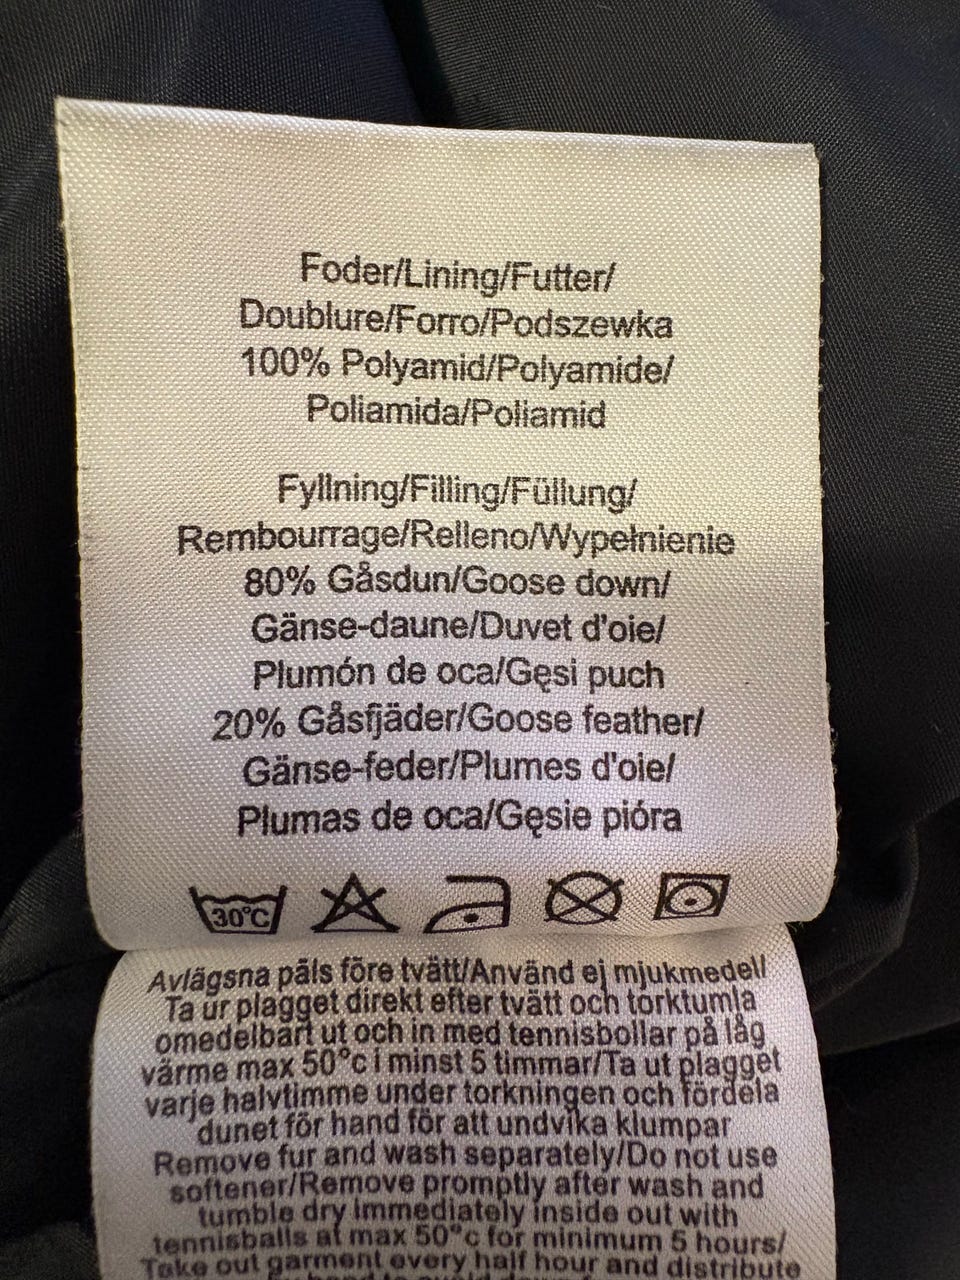 Foder/Lining/Futter/
Doublure/Forro/Podszewka
100% Polyamid/Polyamide/
Poliamida/Poliamid
Fyllning/Filling/Füllung/
Rembourrage/Relleno/Wypełnienie
80% Gåsdun/Goose down/
Gänse-daune/Duvet d'oie/
Plumón de oca/Gęsi puch
20% Gåsfjäder/Goose feather/
Gänse-feder/Plumes d'oie/
Plumas de oca/Gęsie pióra
30°C
Avlägsna päls före tvätt/Använd ej mjukmedel/
Ta ur plagget direkt efter tvätt och torktumla
omedelbart ut och in med tennisbollar på låg
värme max 50°c i minst 5 timmar/Ta ut plagget
varje halvtimme under torkningen och fördela
dunet för hand för att undvika klumpar
Remove fur and wash separately/Do not use
softener/Remove promptly after wash and
tumble dry immediately inside out with
tennisballs at max 50°c for minimum 5 hours/
Take out garment every half hour and distribute
hand to avoid